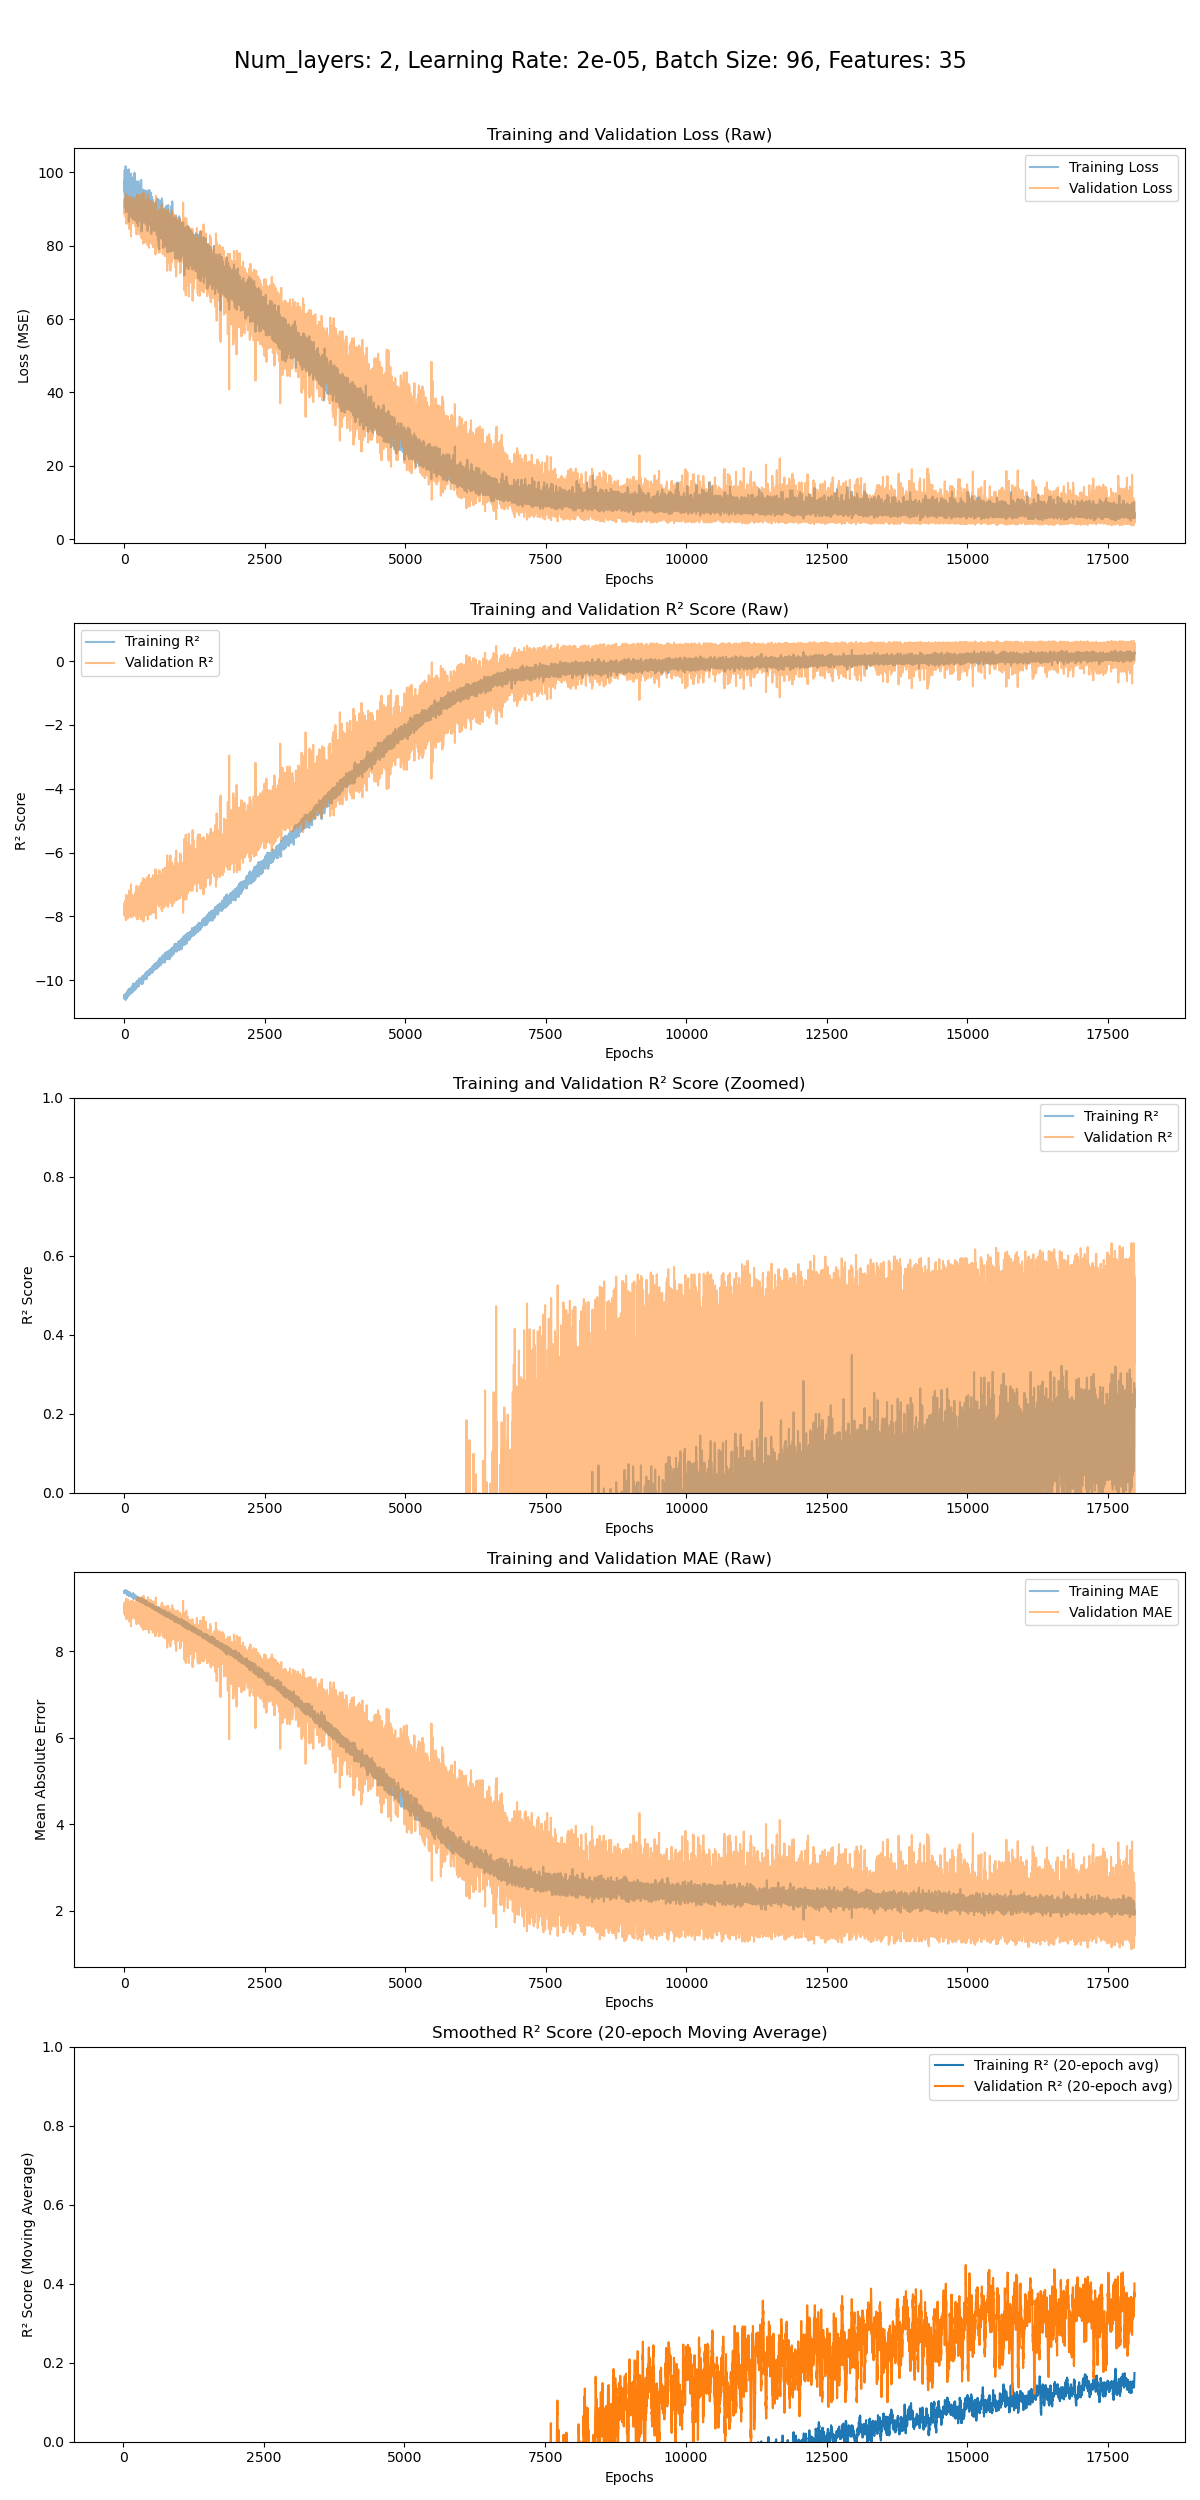 Num_layers: 2, Learning Rate: 2e-05, Batch Size: 96, Features: 35
Training and Validation Loss (Raw)
Training Loss
Validation Loss
100
80
60
40
20
0
Loss (MSE)
0 2500 5000 7500 10000 12500 15000 17500
Epochs
Training and Validation R² Score (Raw)
Training R²
Validation R²
0
−2
−4
−6
−8
−10
R² Score
0 2500 5000 7500 10000 12500 15000 17500
Epochs
Training and Validation R² Score (Zoomed)
Training R²
Validation R²
1.0
0.8
0.6
0.4
0.2
0.0
R² Score
0 2500 5000 7500 10000 12500 15000 17500
Epochs
Training and Validation MAE (Raw)
Training MAE
Validation MAE
8
6
4
2
Mean Absolute Error
0 2500 5000 7500 10000 12500 15000 17500
Epochs
Smoothed R² Score (20-epoch Moving Average)
Training R² (20-epoch avg)
Validation R² (20-epoch avg)
1.0
0.8
0.6
0.4
0.2
0.0
R² Score (Moving Average)
0 2500 5000 7500 10000 12500 15000 17500
Epochs